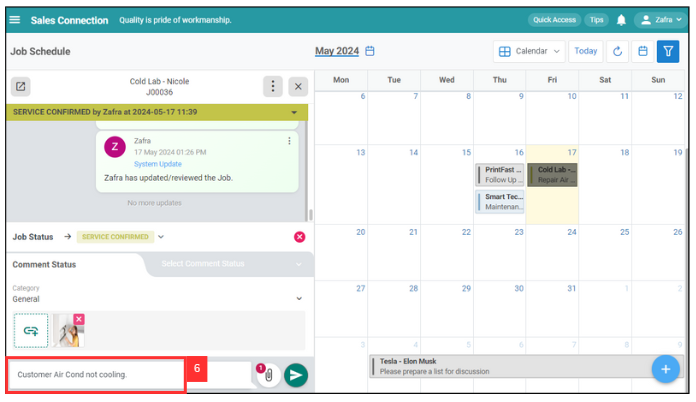 Sales Connection Quality is pride of workmanship. Quick Access Tips Zafra
Job Schedule May 2024 Calendar Today
Cold Lab - Nicole
J00036
SERVICE CONFIRMED by Zafra at 2024-05-17 11:39
Z
Zafra
17 May 2024 01:26 PM
System Update
Zafra has updated/reviewed the Job.
No more updates
Job Status → SERVICE CONFIRMED
Comment Status Select Comment Status
Category
General
Customer Air Cond not cooling.
6
1
Mon Tue Wed Thu Fri Sat Sun
6 7 8 9 10 11 12
13 14 15 16 17 18 19
PrintFast ... Cold Lab -...
Follow Up ... Repair Air ...
Smart Tec...
Maintenan...
20 21 22 23 24 25 26
27 28 29 30 31 1 2
3 4 5 6 7 8 9
Tesla - Elon Musk
Please prepare a list for discussion